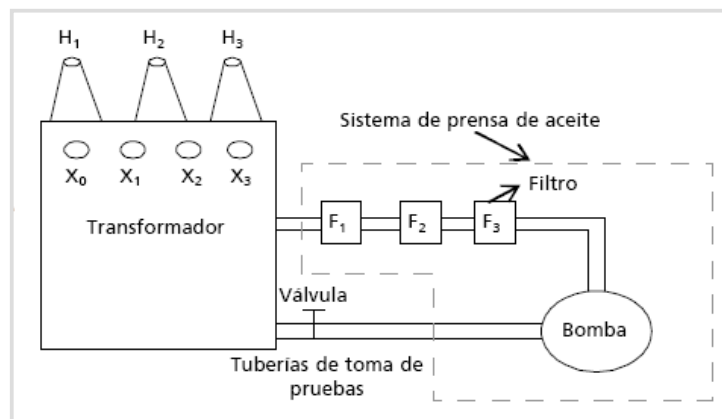 H₁ H₂ H₃
Sistema de prensa de aceite
X₀ X₁ X₂ X₃
Filtro
Transformador
F₁ F₂ F₃
Válvula
Bomba
Tuberías de toma de
pruebas